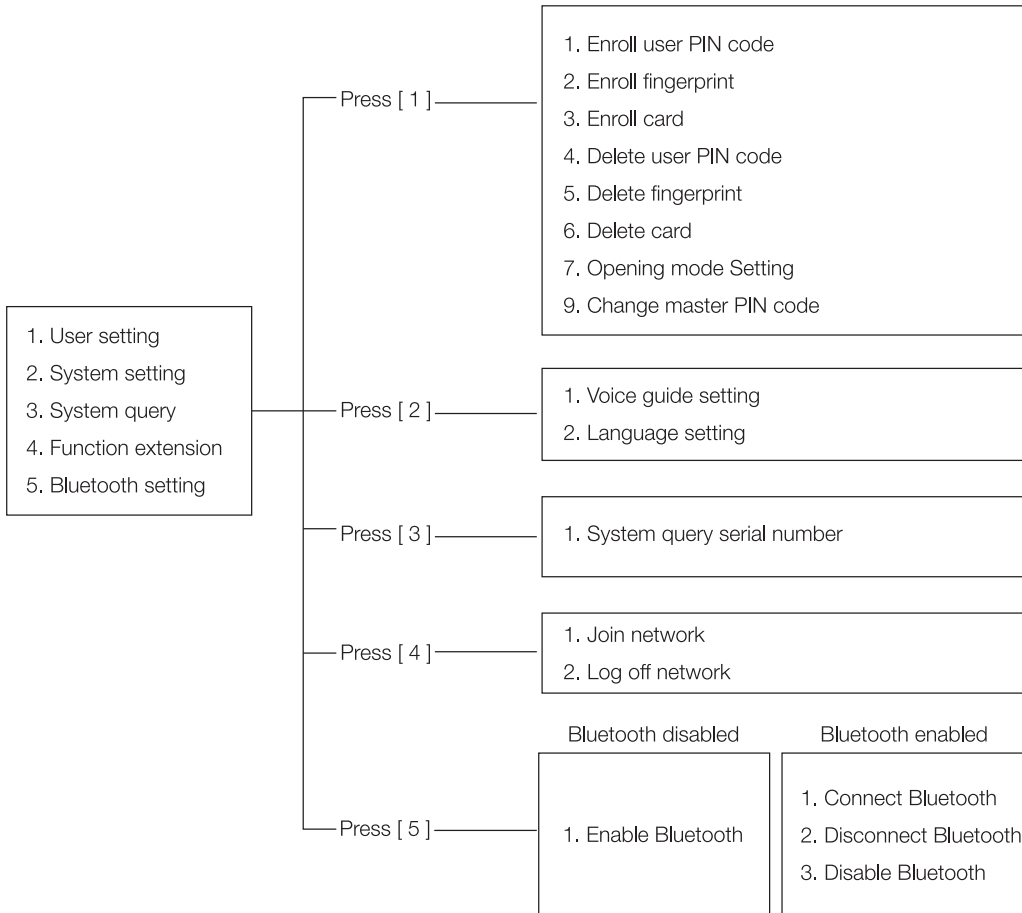 1. User setting
2. System setting
3. System query
4. Function extension
5. Bluetooth setting
Press [ 1 ]
1. Enroll user PIN code
2. Enroll fingerprint
3. Enroll card
4. Delete user PIN code
5. Delete fingerprint
6. Delete card
7. Opening mode Setting
9. Change master PIN code
Press [ 2 ]
1. Voice guide setting
2. Language setting
Press [ 3 ]
1. System query serial number
Press [ 4 ]
1. Join network
2. Log off network
Press [ 5 ]
Bluetooth disabled
1. Enable Bluetooth
Bluetooth enabled
1. Connect Bluetooth
2. Disconnect Bluetooth
3. Disable Bluetooth